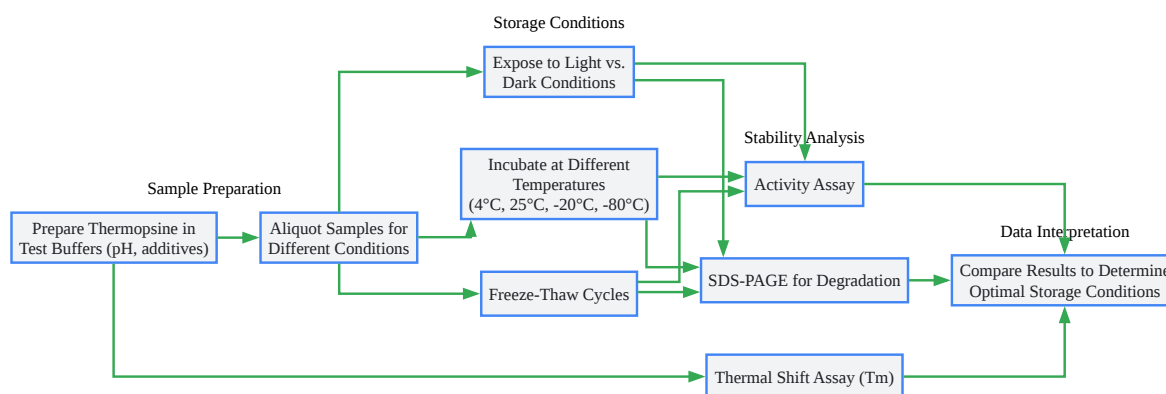 Storage Conditions
Expose to Light vs.
Dark Conditions
Stability Analysis
Incubate at Different
Temperatures
(4°C, 25°C, -20°C, -80°C)
Activity Assay
Sample Preparation
Prepare Thermopsine in
Test Buffers (pH, additives)
Aliquot Samples for
Different Conditions
Data Interpretation
Freeze-Thaw Cycles
SDS-PAGE for Degradation
Compare Results to Determine
Optimal Storage Conditions
Thermal Shift Assay (Tm)